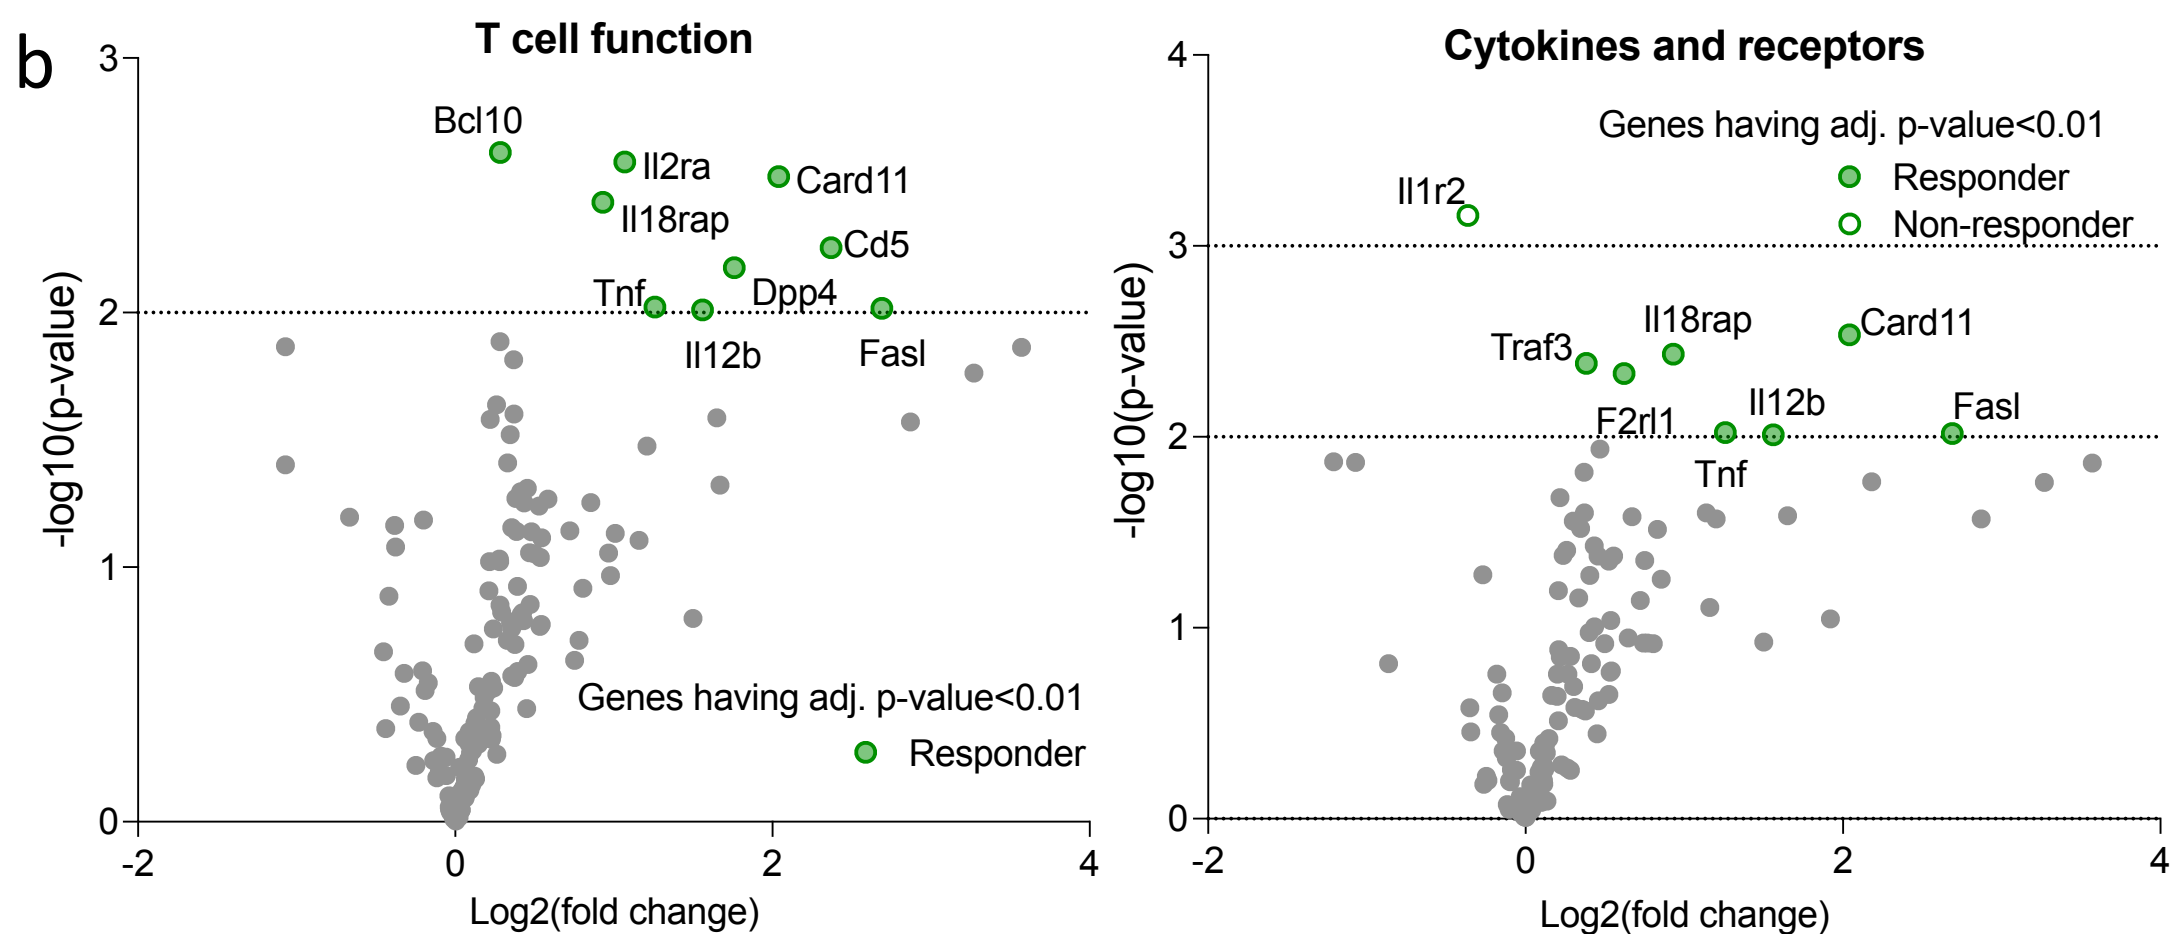 b
T cell function
3
2
1
0
-log10(p-value)
Bcl10
Il2ra
Card11
Il18rap
Cd5
Dpp4
Tnf
Il12b
Fasl
Genes having adj. p-value<0.01
Responder
-2
0
2
4
Log2(fold change)
Cytokines and receptors
4
3
2
1
0
-log10(p-value)
Genes having adj. p-value<0.01
Responder
Non-responder
Il1r2
Traf3
Il18rap
Card11
F2rl1
Il12b
Fasl
Tnf
-2
0
2
4
Log2(fold change)